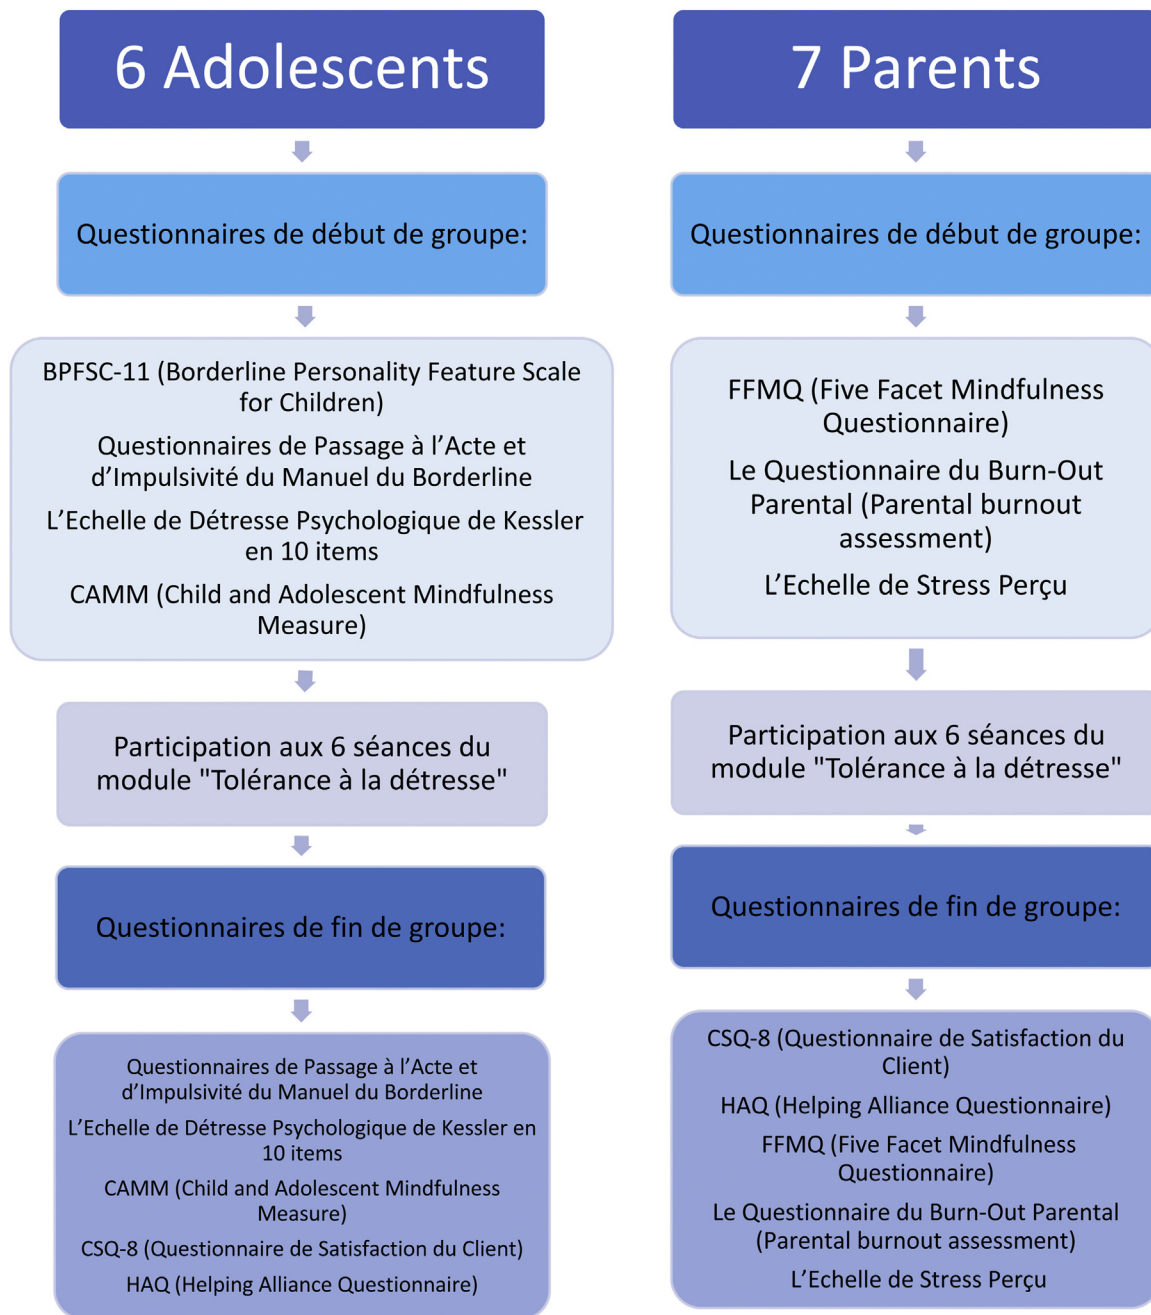 6 Adolescents
Questionnaires de début de groupe:
BPFSC-11 (Borderline Personality Feature Scale
for Children)
Questionnaires de Passage à l’Acte et
d’Impulsivité du Manuel du Borderline
L’Echelle de Détresse Psychologique de Kessler
en 10 items
CAMM (Child and Adolescent Mindfulness
Measure)
Participation aux 6 séances du
module "Tolérance à la détresse"
Questionnaires de fin de groupe:
Questionnaires de Passage à l’Acte et
d’Impulsivité du Manuel du Borderline
L’Echelle de Détresse Psychologique de Kessler en
10 items
CAMM (Child and Adolescent Mindfulness
Measure)
CSQ-8 (Questionnaire de Satisfaction du Client)
HAQ (Helping Alliance Questionnaire)
7 Parents
Questionnaires de début de groupe:
FFMQ (Five Facet Mindfulness
Questionnaire)
Le Questionnaire du Burn-Out
Parental (Parental burnout
assessment)
L’Echelle de Stress Perçu
Participation aux 6 séances du
module "Tolérance à la détresse"
Questionnaires de fin de groupe:
CSQ-8 (Questionnaire de Satisfaction du
Client)
HAQ (Helping Alliance Questionnaire)
FFMQ (Five Facet Mindfulness
Questionnaire)
Le Questionnaire du Burn-Out Parental
(Parental burnout assessment)
L’Echelle de Stress Perçu